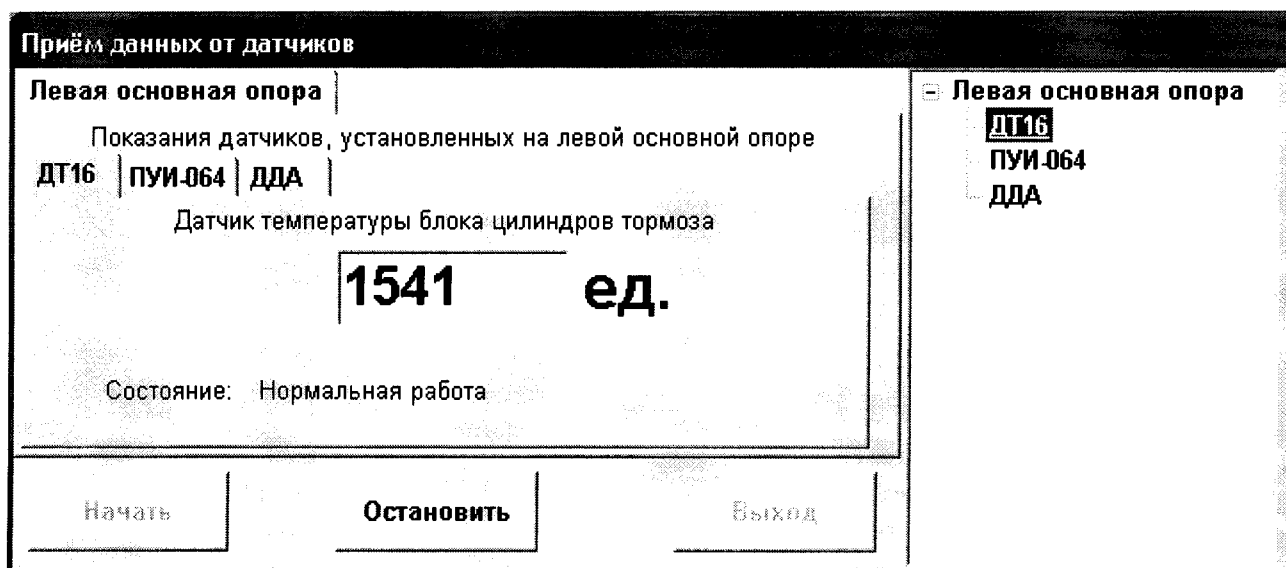 Приём данных от датчиков
Левая основная опора
Показания датчиков, установленных на левой основной опоре
ДТ16 ПУИ-064 ДДА
Датчик температуры блока цилиндров тормоза
1541 ед.
Состояние: Нормальная работа
Начать Остановить Выход
Левая основная опора
ДТ16
ПУИ-064
ДДА